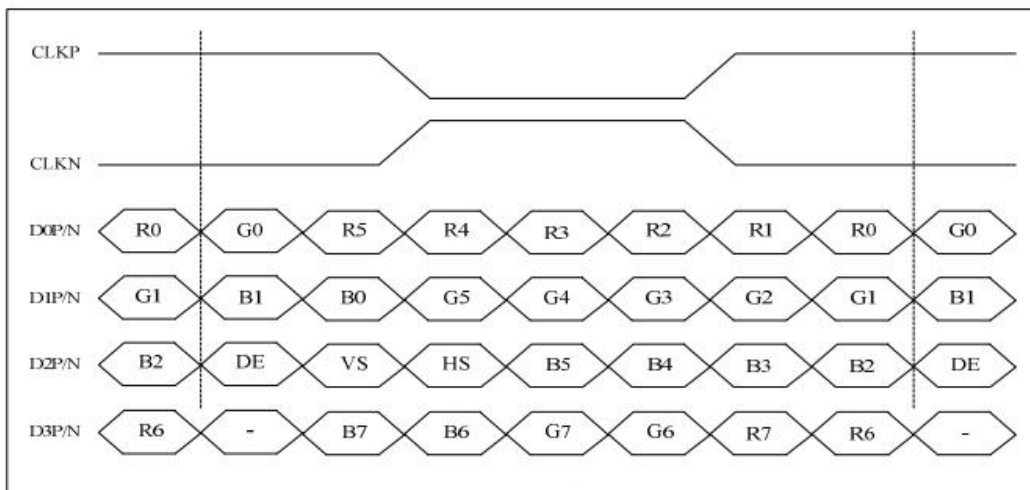 CLKP
CLKN
D0P/N R0 G0 R5 R4 R3 R2 R1 R0 G0
D1P/N G1 B1 B0 G5 G4 G3 G2 G1 B1
D2P/N B2 DE VS HS B5 B4 B3 B2 DE
D3P/N R6 - B7 B6 G7 G6 R7 R6 -